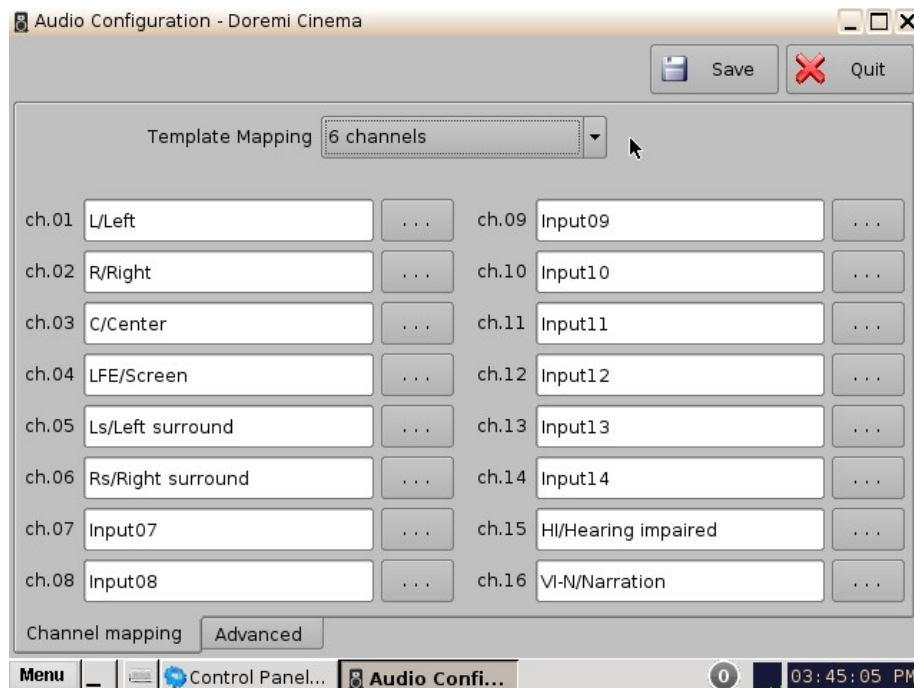 Audio Configuration - Doremi Cinema
Save Quit
Template Mapping 6 channels
ch.01 L/Left ... ch.09 Input09 ...
ch.02 R/Right ... ch.10 Input10 ...
ch.03 C/Center ... ch.11 Input11 ...
ch.04 LFE/Screen ... ch.12 Input12 ...
ch.05 Ls/Left surround ... ch.13 Input13 ...
ch.06 Rs/Right surround ... ch.14 Input14 ...
ch.07 Input07 ... ch.15 HI/Hearing impaired ...
ch.08 Input08 ... ch.16 VI-N/Narration ...
Channel mapping Advanced
Menu Control Panel... Audio Confi... 0 03:45:05 PM